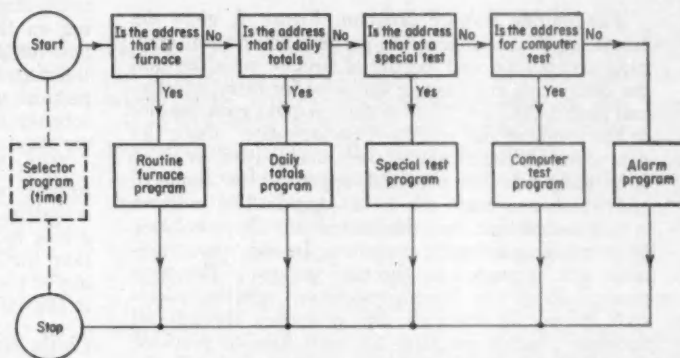 Start
Is the address
that of a
furnace
No
Is the address
that of daily
totals
No
Is the address
that of a
special test
No
Is the address
for computer
test
No
Yes
Yes
Yes
Yes
Selector
program
(time)
Routine
furnace
program
Daily
totals
program
Special test
program
Computer
test
program
Alarm
program
Stop